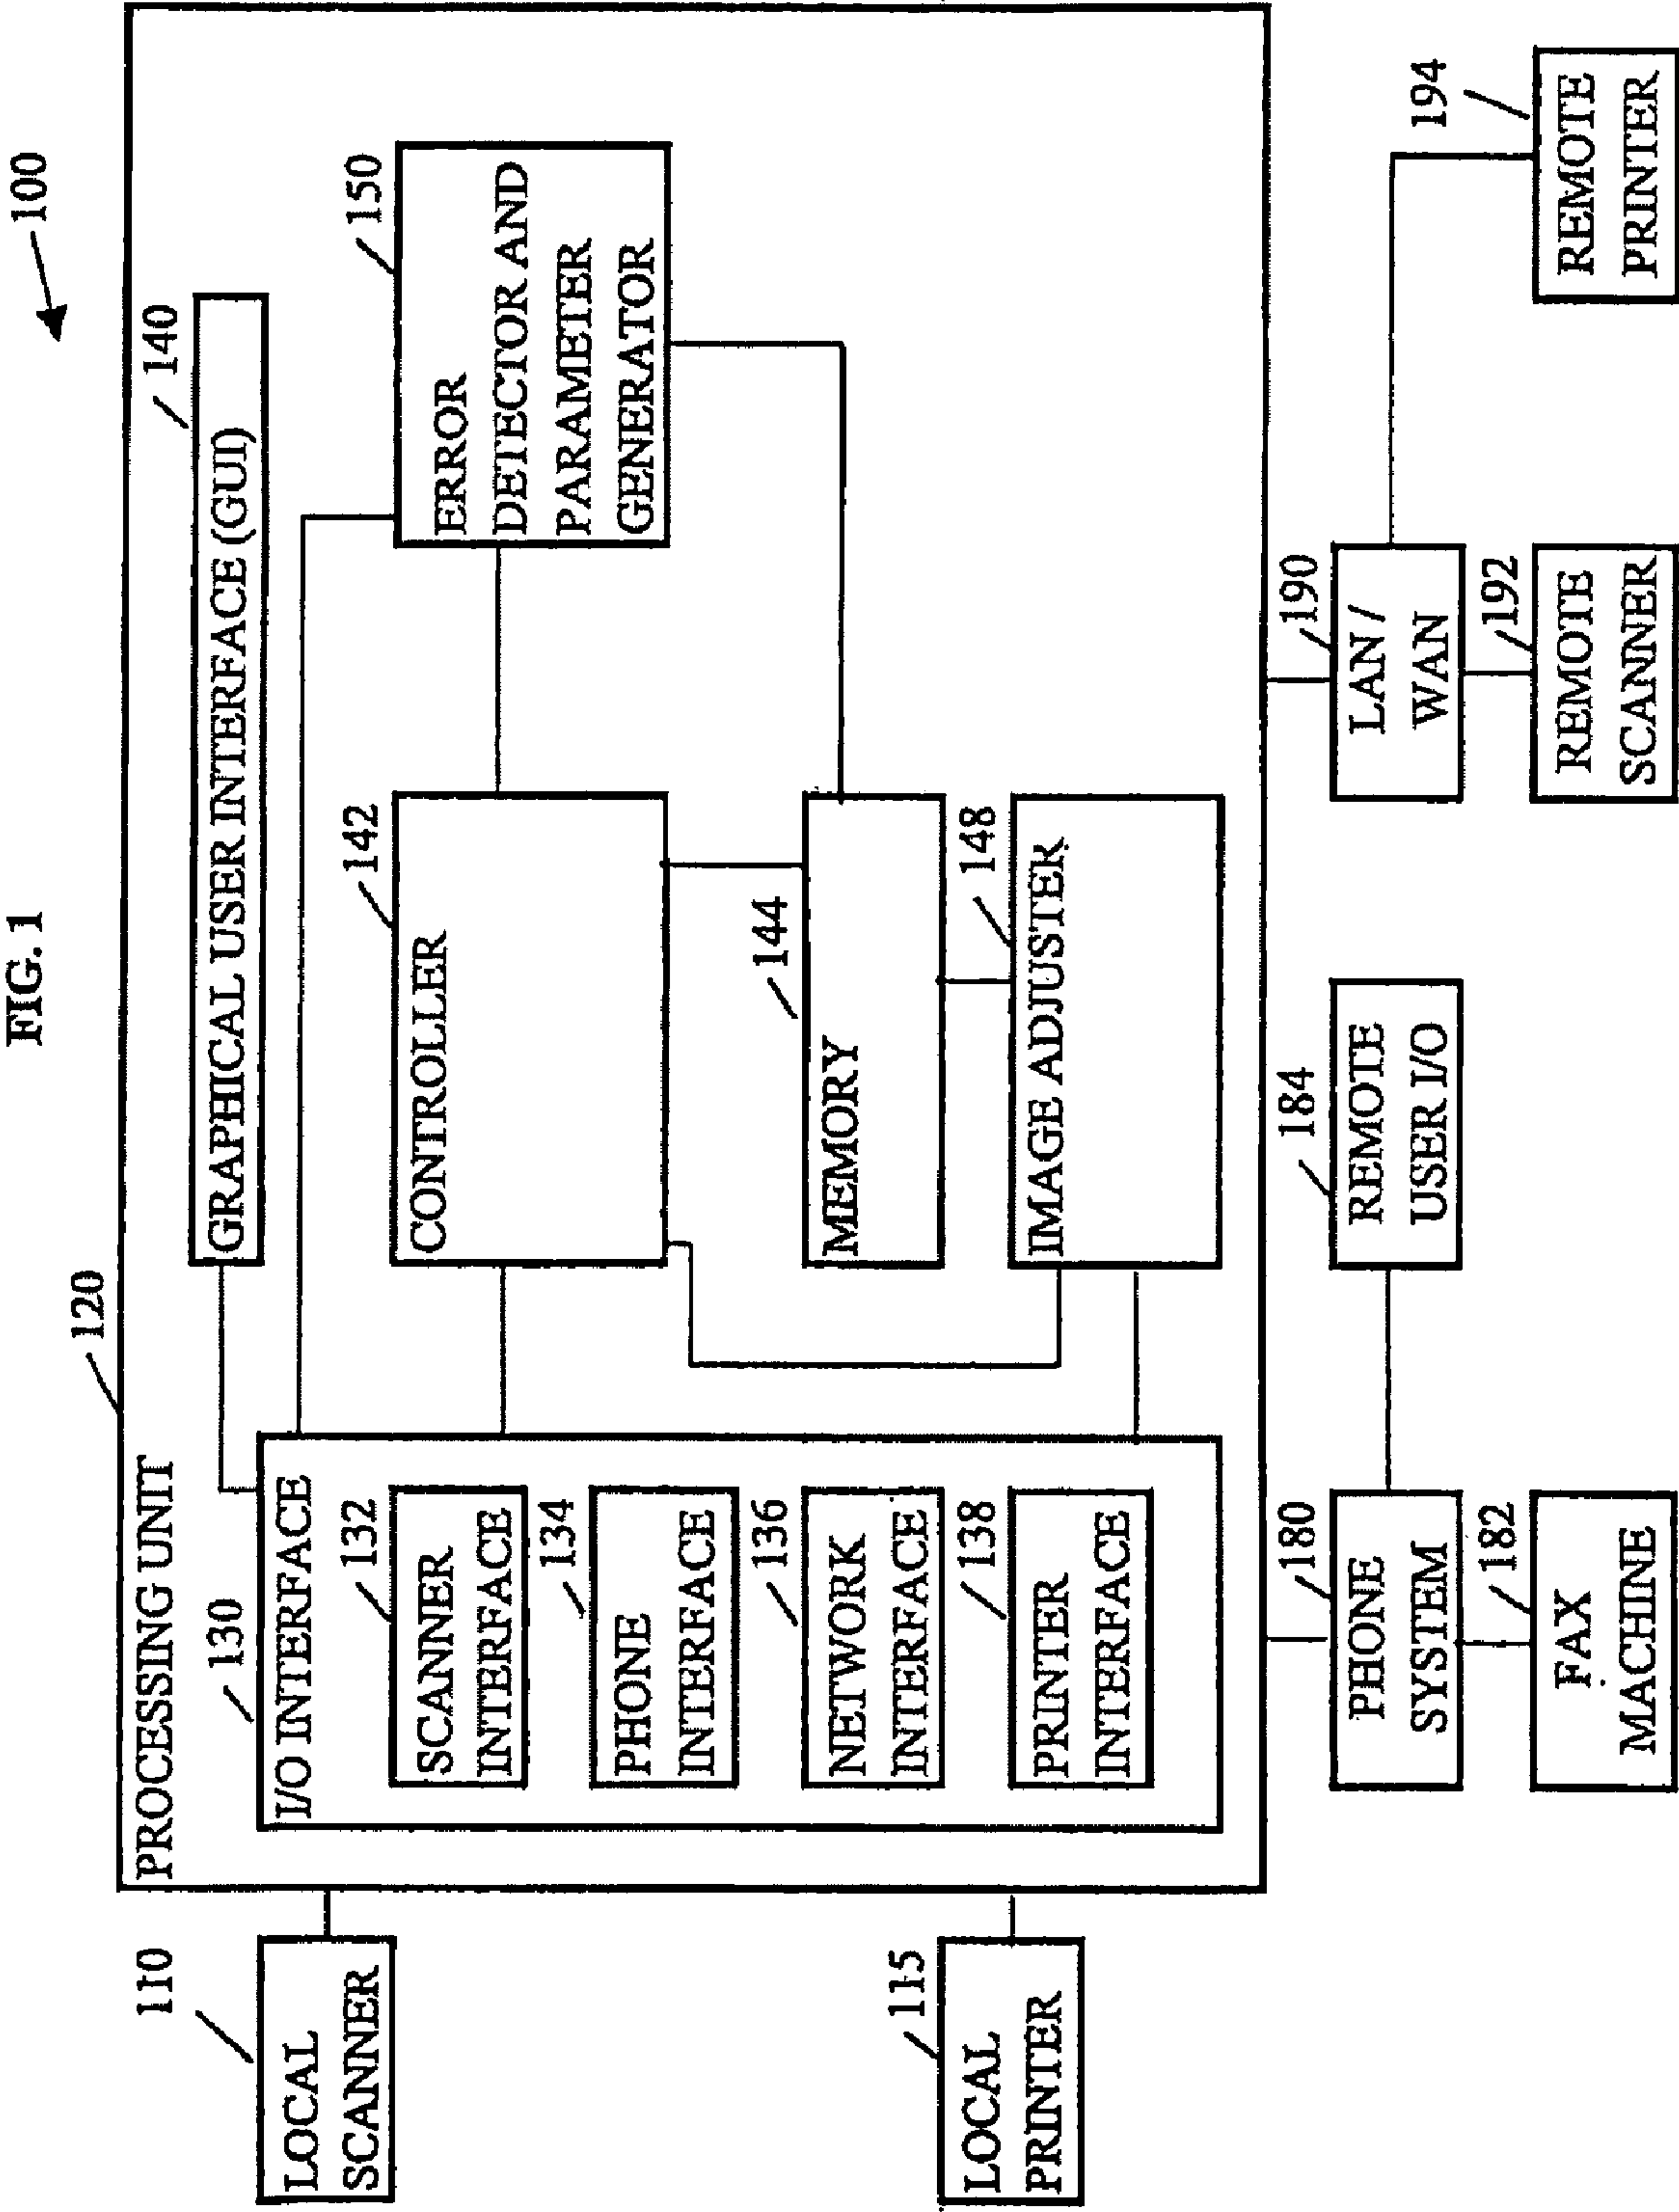 FIG. 1
100
120
PROCESSING UNIT
140
GRAPHICAL USER INTERFACE (GUI)
130
I/O INTERFACE
132
SCANNER
INTERFACE
134
PHONE
INTERFACE
136
NETWORK
INTERFACE
138
PRINTER
INTERFACE
142
CONTROLLER
144
MEMORY
148
IMAGE ADJUSTER
150
ERROR
DETECTOR AND
PARAMETER
GENERATOR
110
LOCAL
SCANNER
115
LOCAL
PRINTER
180
PHONE
SYSTEM
182
FAX
MACHINE
184
REMOTE
USER I/O
190
LAN /
WAN
192
REMOTE
SCANNER
194
REMOTE
PRINTER